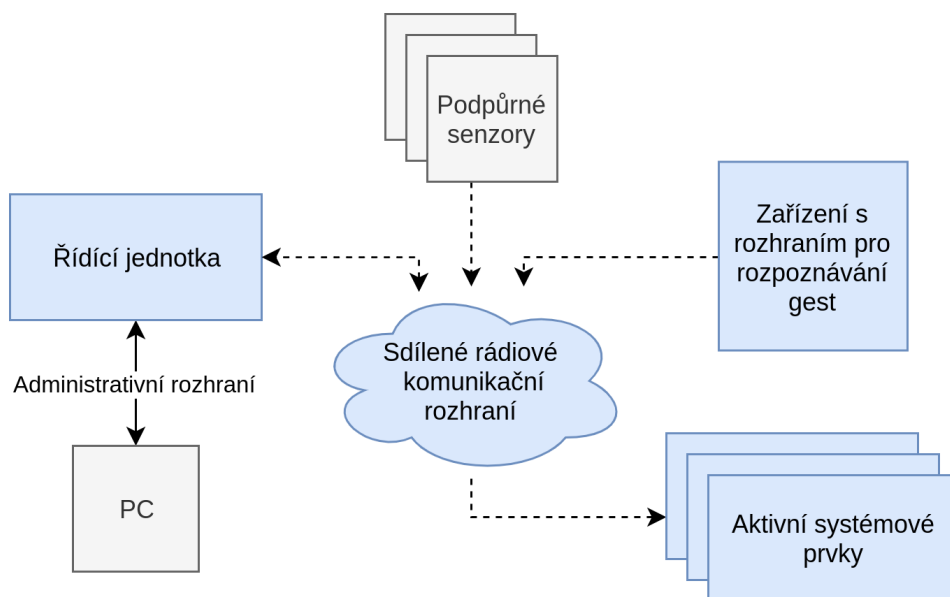 Podpůrné
senzory
Řídící jednotka
Zařízení s
rozhraním pro
rozpoznávání
gest
Sdílené rádiové
komunikační
rozhraní
Administrativní rozhraní
PC
Aktivní systémové
prvky